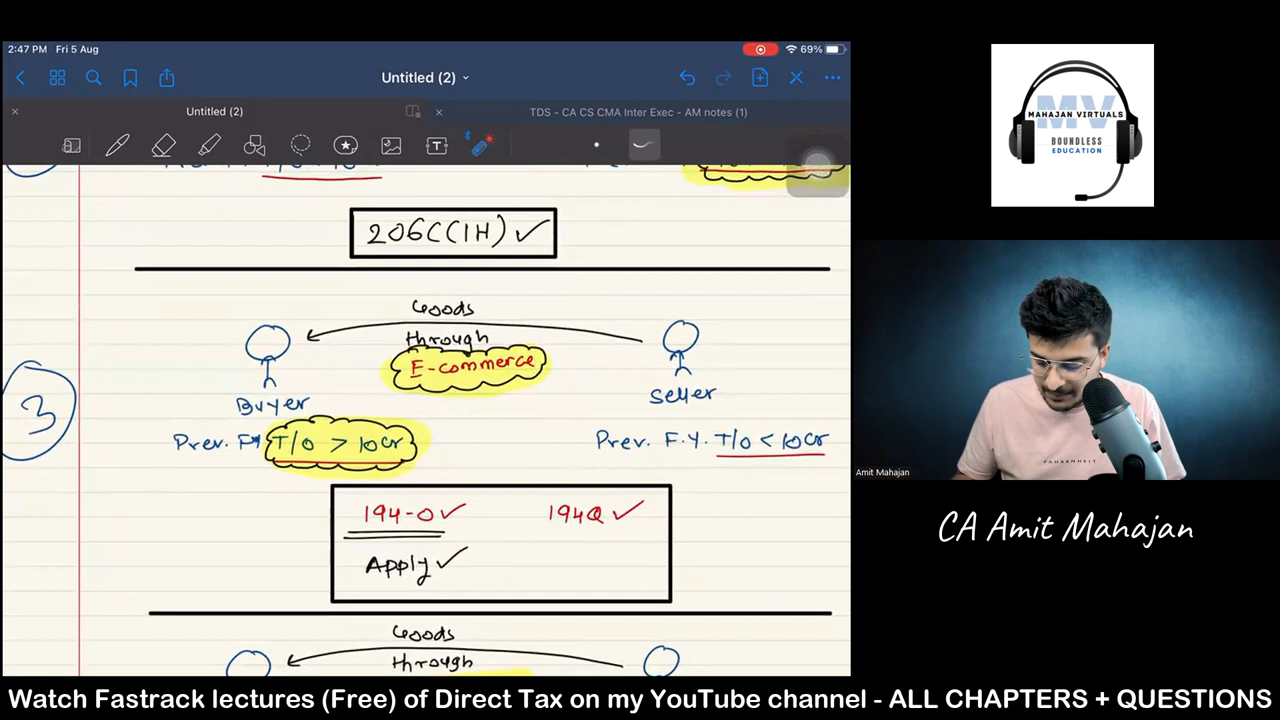 2:47 PM Fri 5 Aug
69%
Untitled (2)
Untitled (2)
TDS - CA CS CMA Inter Exec - AM notes (1)
206C(1H) ✓
Goods
through
E-commerce
Buyer
Seller
Prev. FY T/O > 10cr
Prev. F.Y. T/O < 10cr
3
194-O ✓ 194Q ✓
Apply ✓
Goods
through
MV
MAHAJAN VIRTUALS
BOUNDLESS
EDUCATION
FAHRENHEIT
Amit Mahajan
CA Amit Mahajan
Watch Fastrack lectures (Free) of Direct Tax on my YouTube channel - ALL CHAPTERS + QUESTIONS